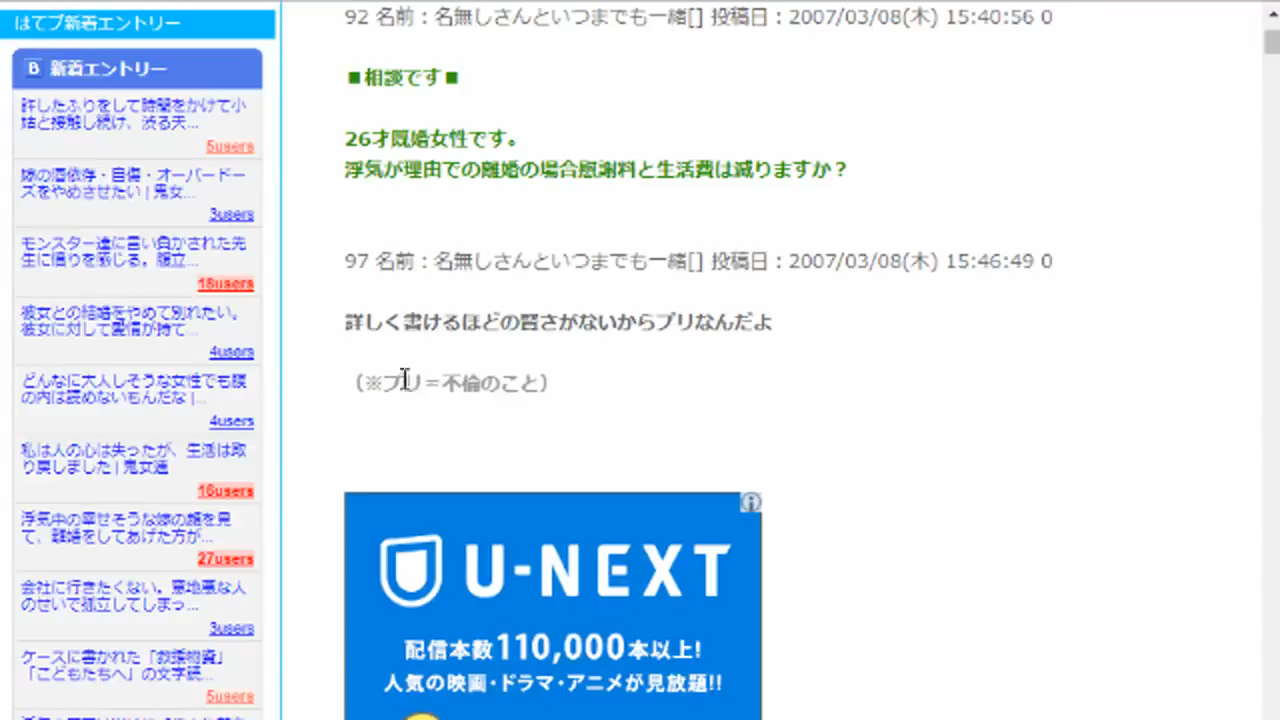 はてブ新着エントリー
B 新着エントリー
許したふりをして時間をかけて小
姑と接触し続け、渋る天...
5users
嫁の酒依存・自傷・オーバードー
ズをやめさせたい | 鬼女...
3users
モンスター達に言い負かされた先
生に憤りを感じる。腹立...
18users
彼女との結婚をやめて別れたい。
彼女に対して愛情が持て...
4users
どんなに大人しそうな女性でも腹
の内は読めないもんだな |...
4users
私は人の心は失ったが、生活は取
り戻しました | 鬼女速
16users
浮気中の幸せそうな嫁の顔を見
て、離婚をしてあげた方が...
27users
会社に行きたくない。意地悪な人
のせいで孤立してしまっ...
3users
ケースに書かれた「救援物資」
「こどもたちへ」の文字
5users
92 名前：名無しさんといつまでも一緒[] 投稿日：2007/03/08(木) 15:40:56 0
■相談です■
26才既婚女性です。
浮気が理由での離婚の場合慰謝料と生活費は減りますか？
97 名前：名無しさんといつまでも一緒[] 投稿日：2007/03/08(木) 15:46:49 0
詳しく書けるほどの賢さがないからプリなんだよ
（※プリ＝不倫のこと）
U-NEXT
配信本数110,000本以上!
人気の映画・ドラマ・アニメが見放題!!